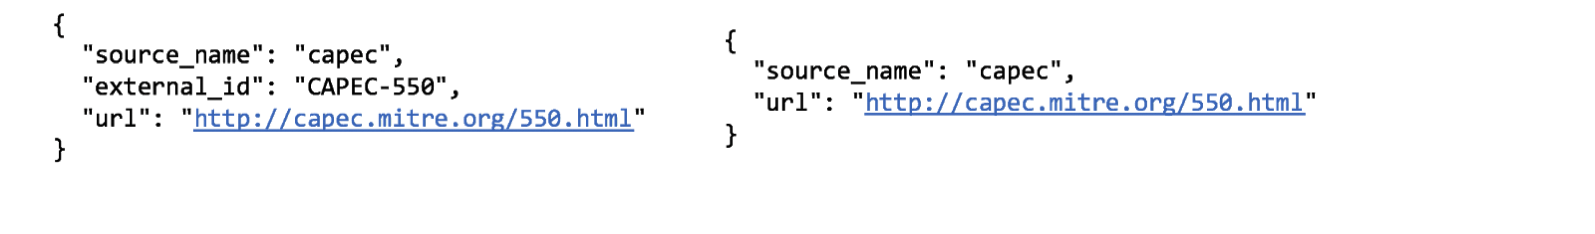 {
"source_name": "capec",
"external_id": "CAPEC-550",
"url": "http://capec.mitre.org/550.html"
}
{
"source_name": "capec",
"url": "http://capec.mitre.org/550.html"
}